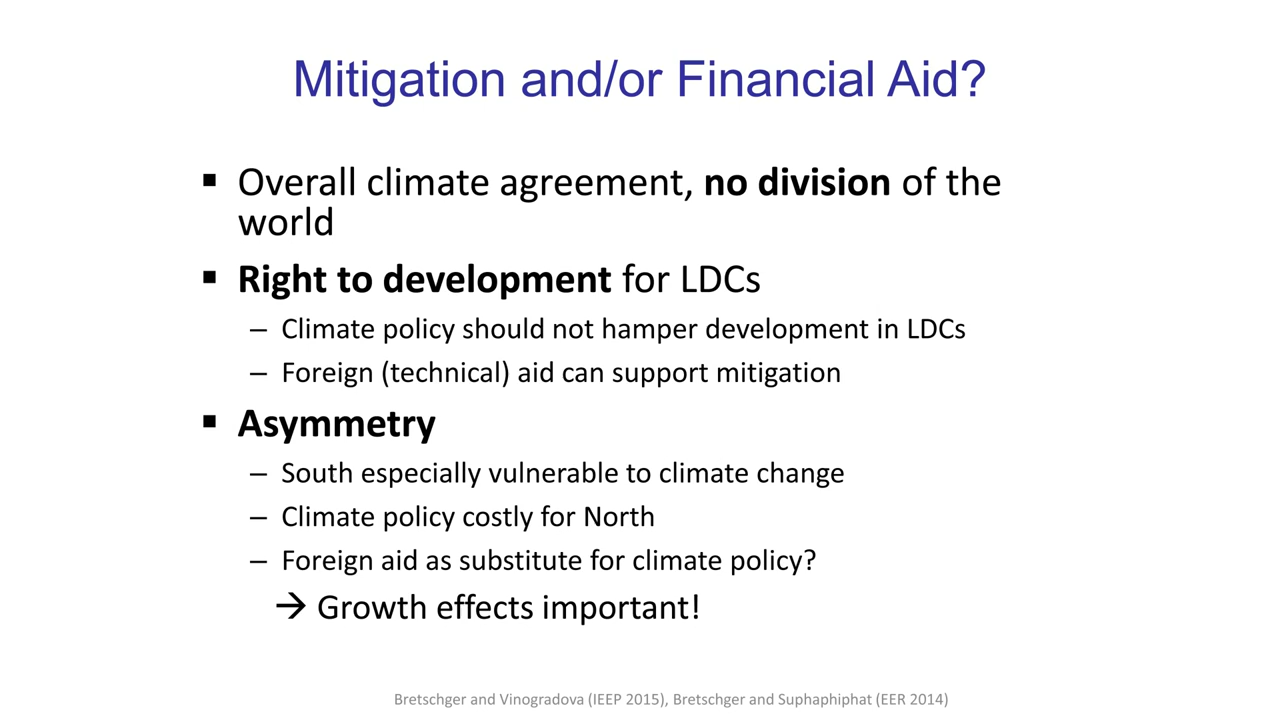 Mitigation and/or Financial Aid?
▪ Overall climate agreement, no division of the
world
▪ Right to development for LDCs
– Climate policy should not hamper development in LDCs
– Foreign (technical) aid can support mitigation
▪ Asymmetry
– South especially vulnerable to climate change
– Climate policy costly for North
– Foreign aid as substitute for climate policy?
→ Growth effects important!
Bretschger and Vinogradova (IEEP 2015), Bretschger and Suphaphiphat (EER 2014)